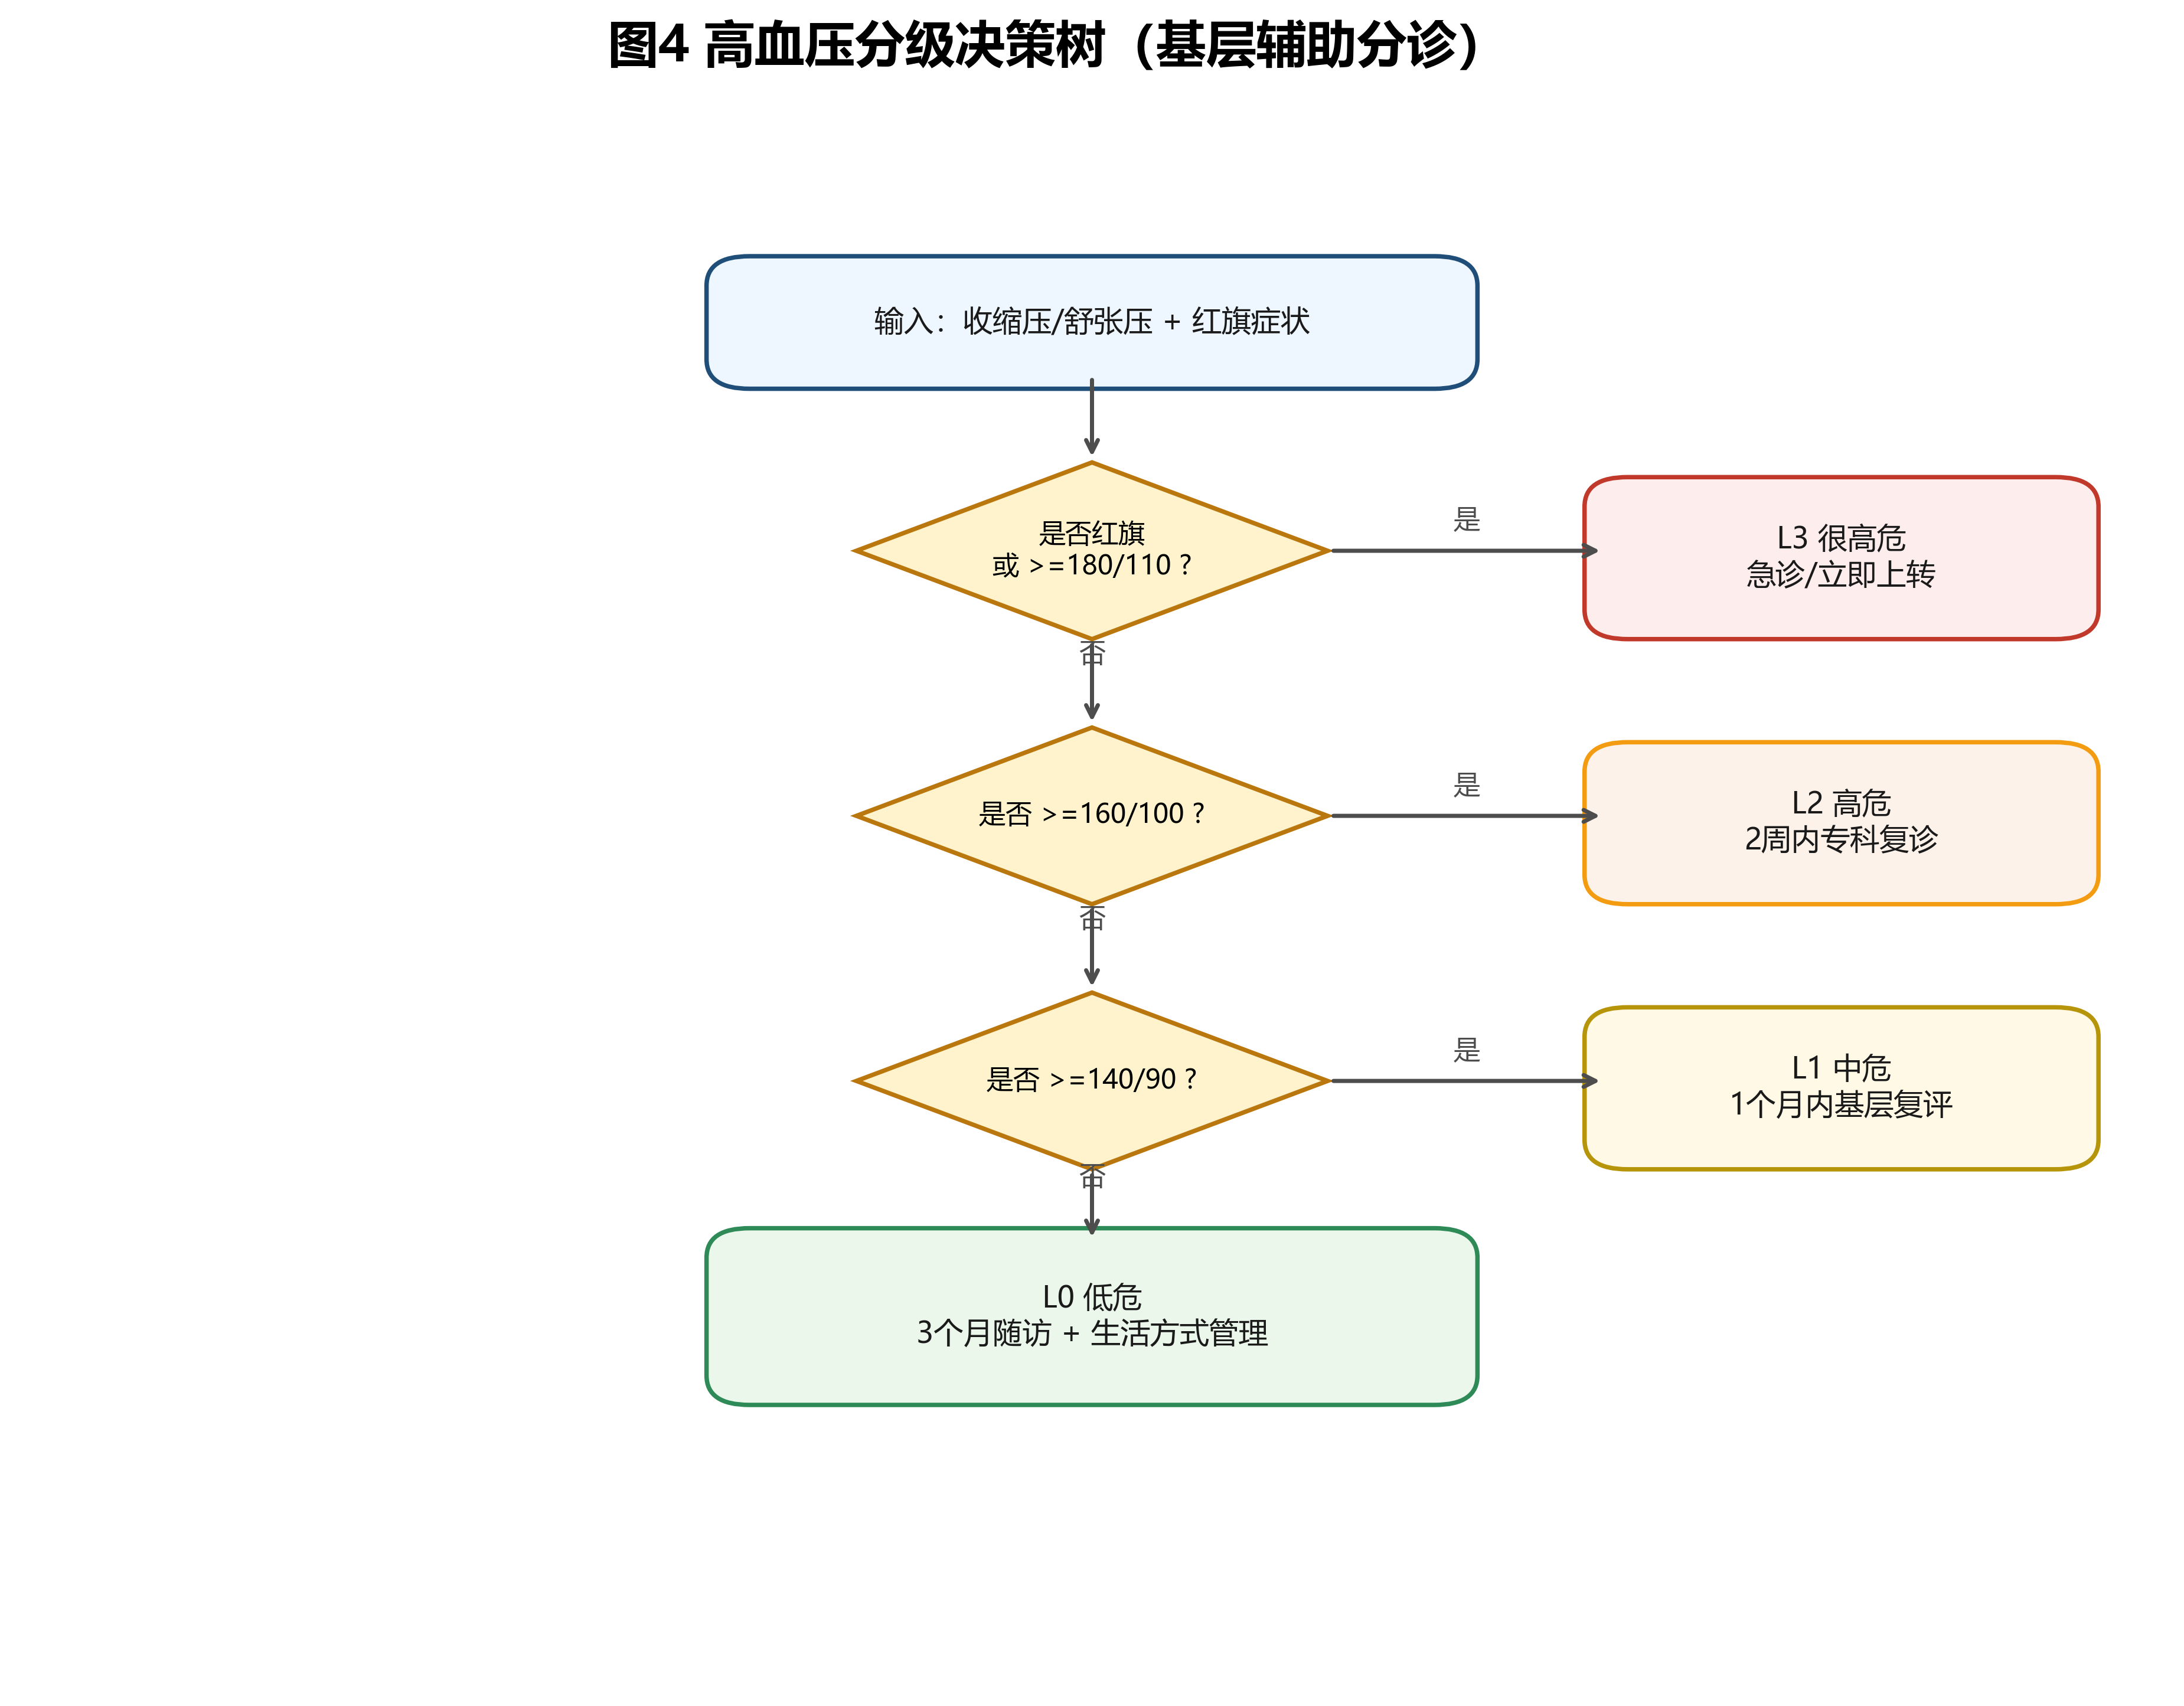 图4 高血压分级决策树（基层辅助分诊）
输入：收缩压/舒张压 + 红旗症状
是否红旗
或 >=180/110 ?
是
L3 很高危
急诊/立即上转
否
是否 >=160/100 ?
是
L2 高危
2周内专科复诊
否
是否 >=140/90 ?
是
L1 中危
1个月内基层复评
否
L0 低危
3个月随访 + 生活方式管理